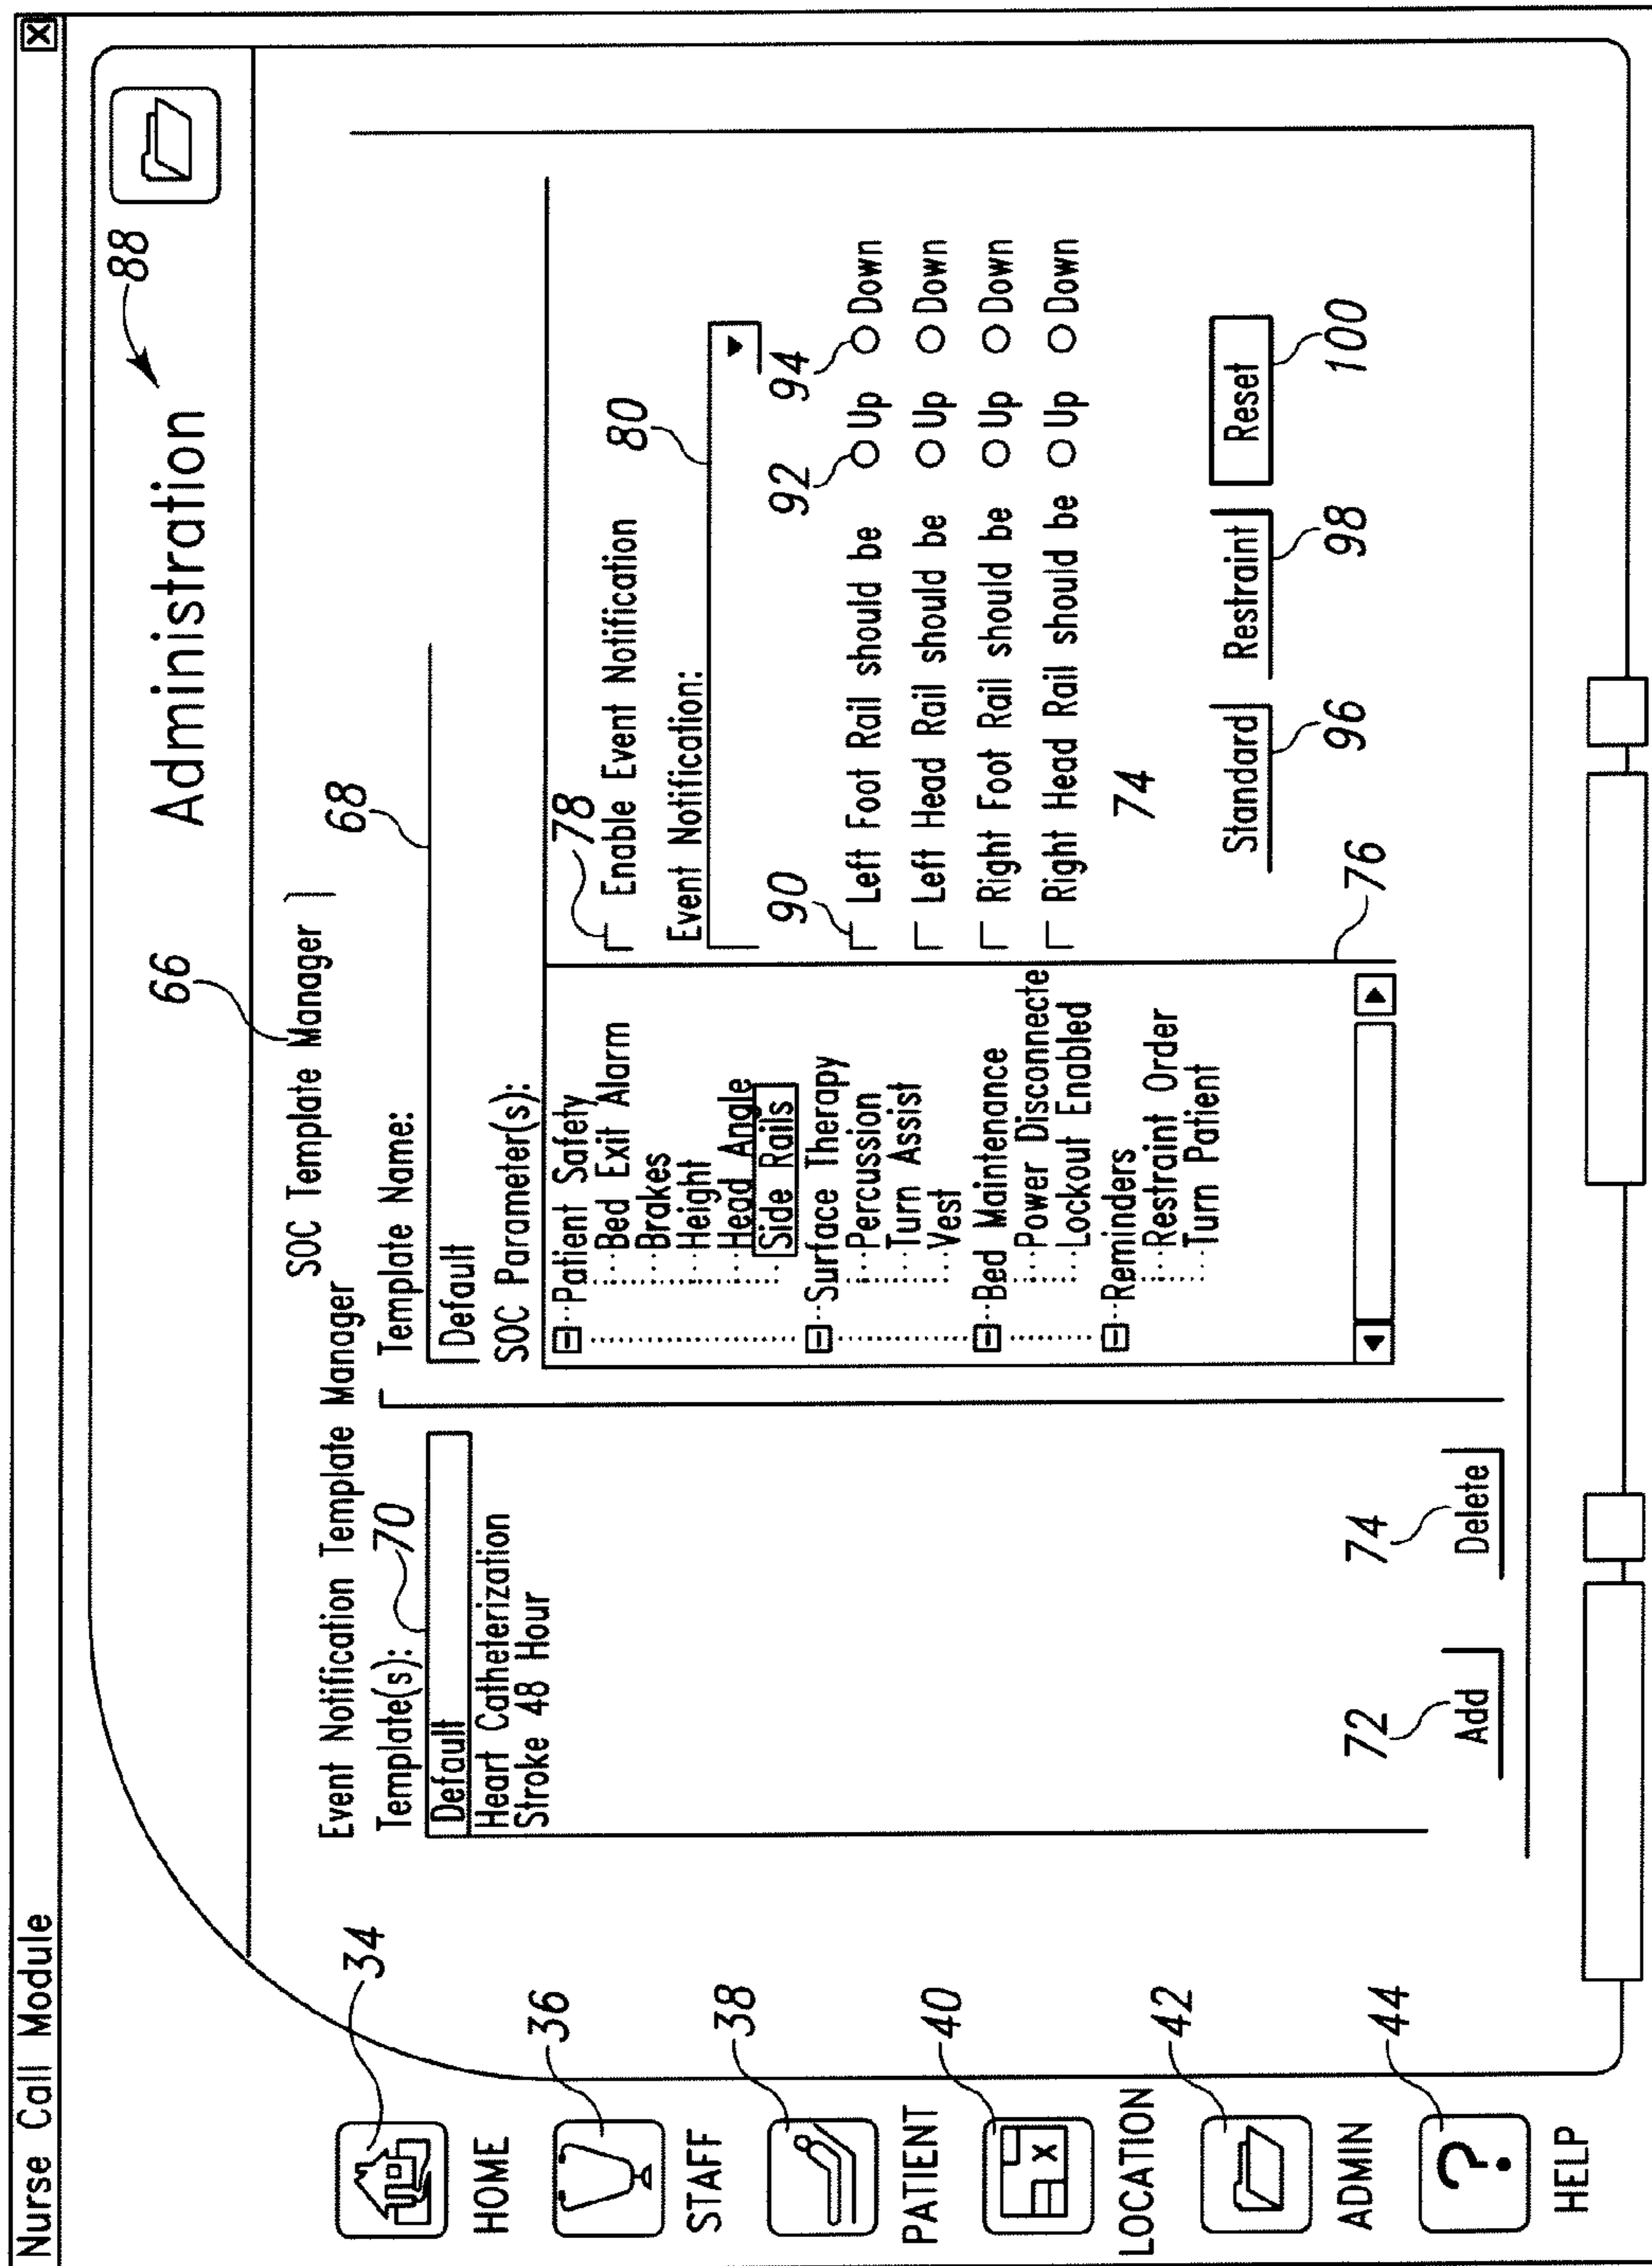 Nurse Call Module
X
Administration
88
66
SOC Template Manager
Event Notification Template Manager
34
HOME
36
STAFF
38
PATIENT
40
X
LOCATION
42
ADMIN
44
?
HELP
Template(s):
70
Default
Heart Catheterization
Stroke 48 Hour
72
Add
74
Delete
Template Name:
68
Default
SOC Parameter(s):
Patient Safety
Bed Exit Alarm
Brakes
Height
Head Angle
Side Rails
Surface Therapy
Percussion
Turn Assist
Vest
Bed Maintenance
Power Disconnecte
Lockout Enabled
Reminders
Restraint Order
Turn Patient
76
78
Enable Event Notification
Event Notification:
80
90
92
94
Left Foot Rail should be Up Down
Left Head Rail should be Up Down
Right Foot Rail should be Up Down
Right Head Rail should be Up Down
74
Standard Restraint Reset
96 98 100